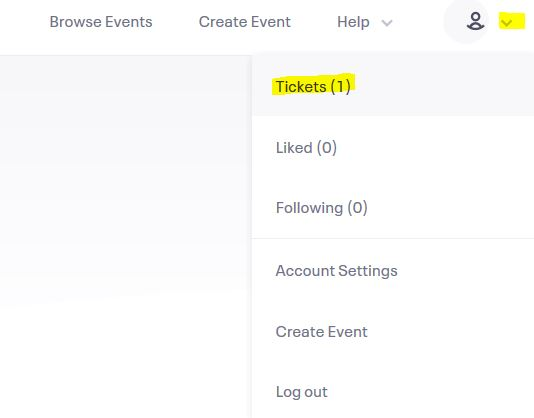 Browse Events Create Event Help
Tickets (1)
Liked (0)
Following (0)
Account Settings
Create Event
Log out